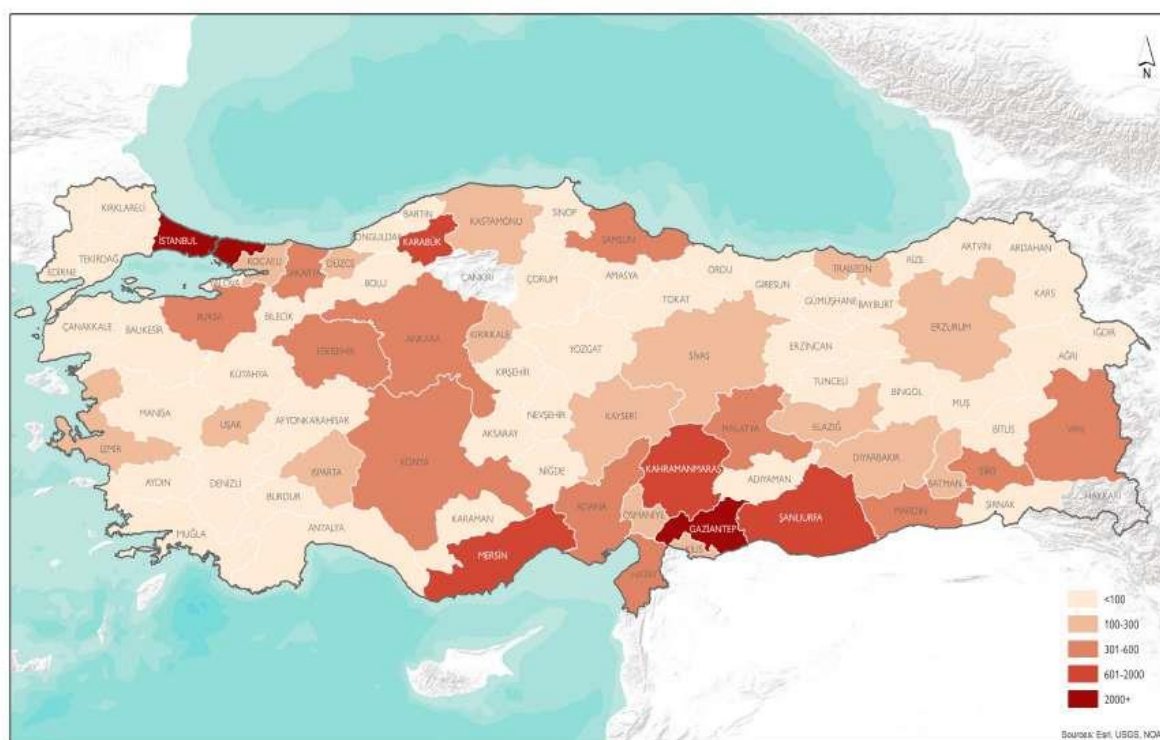 N
KIRKLARELİ
TEKİRDAĞ
EDİRNE
İSTANBUL
KOCAELİ
YALOVA
SAKARYA
DÜZCE
ZONGULDAK
BARTIN
KARABÜK
KASTAMONU
SİNOP
SAMSUN
ÇANKIRI
ÇORUM
AMASYA
TOKAT
ORDU
GİRESUN
TRABZON
GÜMÜŞHANE
BAYBURT
RİZE
ARTVİN
ARDAHAN
KARS
IĞDIR
AĞRI
ERZURUM
ERZİNCAN
BOLU
BİLECİK
BURSA
BALIKESİR
ÇANAKKALE
ESKİŞEHİR
ANKARA
KIRIKKALE
YOZGAT
SİVAS
KIRŞEHİR
KÜTAHYA
AFYONKARAHİSAR
UŞAK
MANİSA
İZMİR
AYDIN
DENİZLİ
BURDUR
ISPARTA
MUĞLA
ANTALYA
KONYA
AKSARAY
NEVŞEHİR
NİĞDE
KAYSERİ
KARAMAN
MERSİN
ADANA
OSMANİYE
HATAY
KİLİS
GAZİANTEP
KAHRAMANMARAŞ
MALATYA
ADIYAMAN
ŞANLIURFA
ELAZIĞ
TUNCELİ
BİNGÖL
MUŞ
BİTLİS
VAN
DİYARBAKIR
BATMAN
SİİRT
MARDİN
ŞIRNAK
HAKKARİ
<100
100-300
301-600
601-2000
2000+
Sources: Esri, USGS, NOA